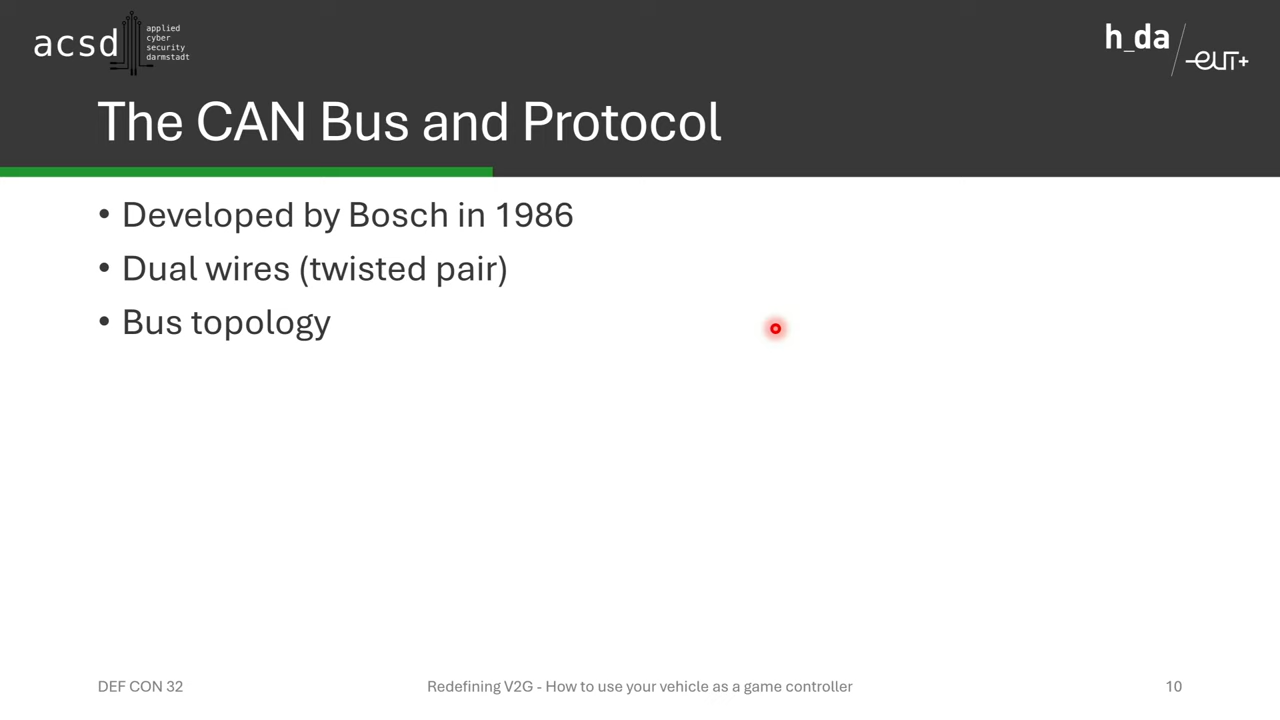 acsd
applied
cyber
security
darmstadt
h_da
eut+
The CAN Bus and Protocol
• Developed by Bosch in 1986
• Dual wires (twisted pair)
• Bus topology
DEF CON 32
Redefining V2G - How to use your vehicle as a game controller
10